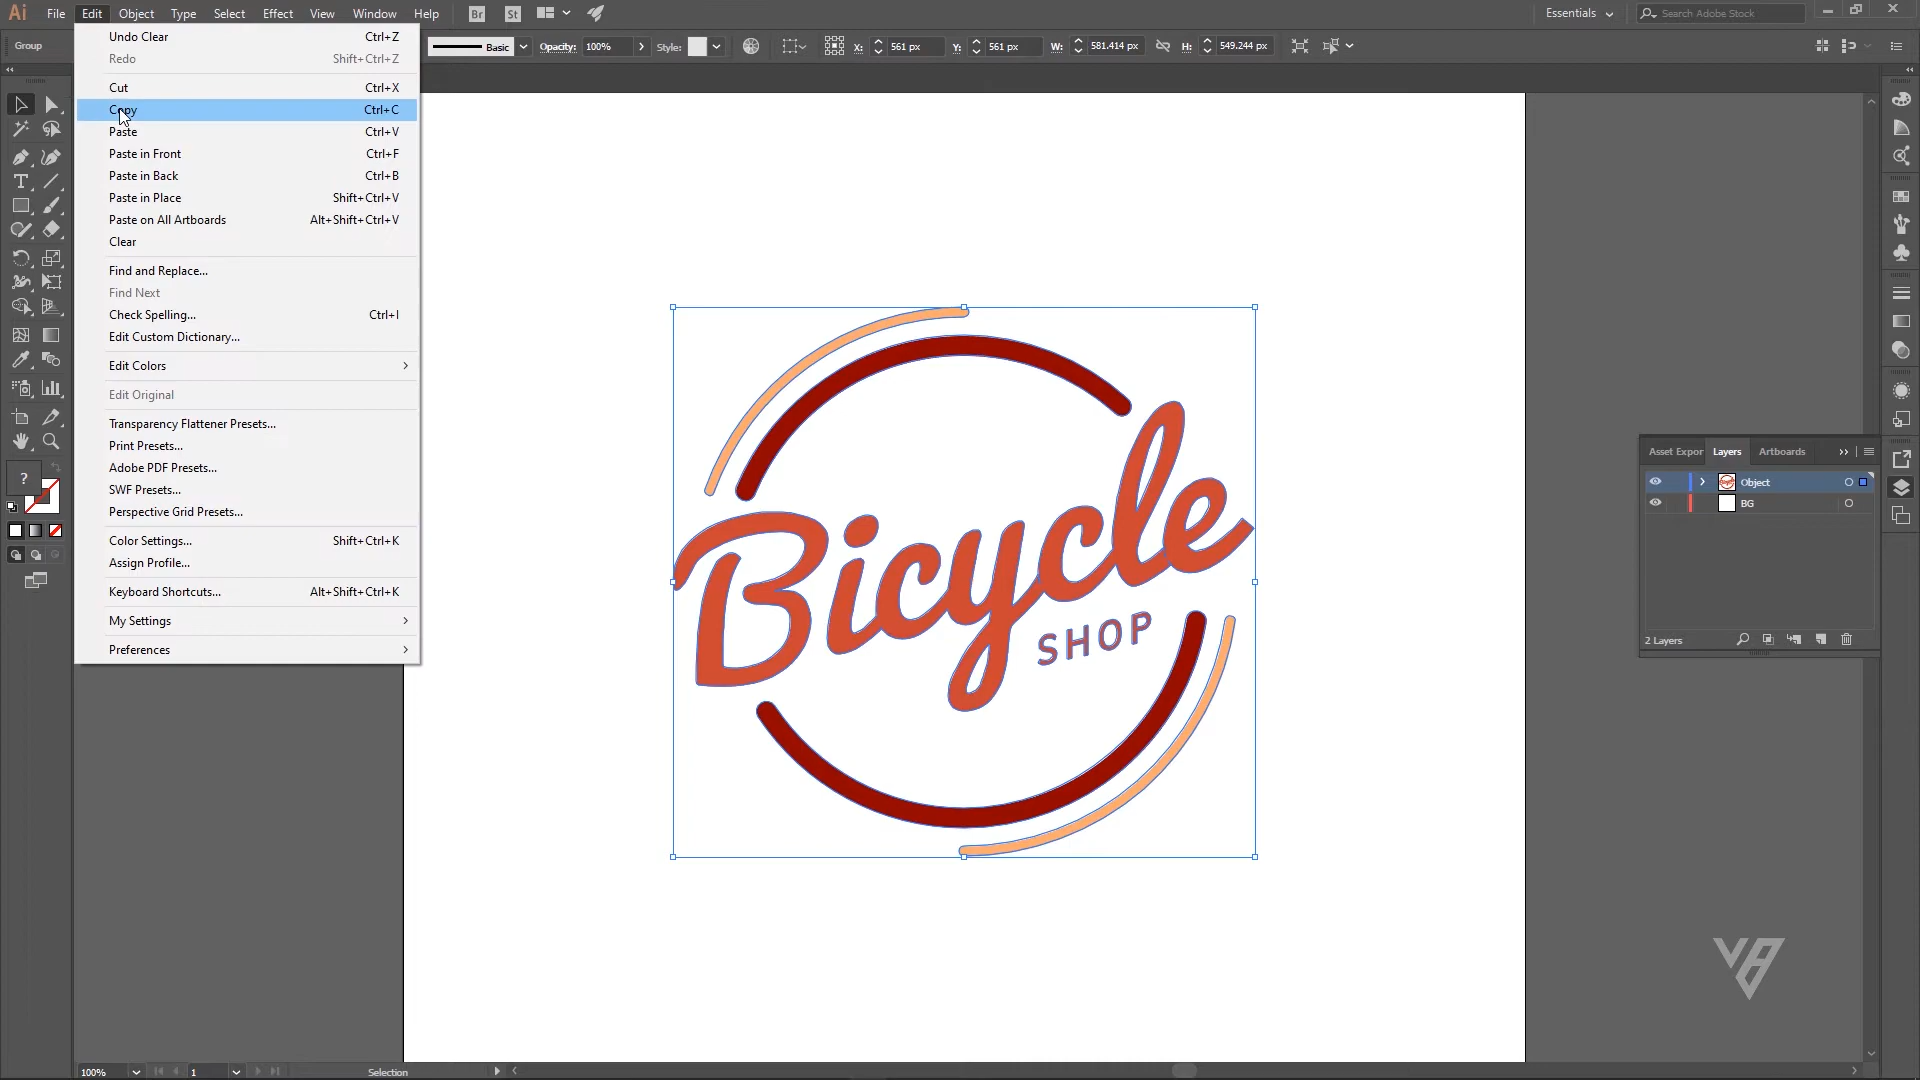 Ai File Edit Object Type Select Effect View Window Help Br St Essentials Search Adobe Stock
Group Basic Opacity: 100% Style: X: 561 px Y: 561 px W: 581.414 px H: 549.244 px
Undo Clear Ctrl+Z
Redo Shift+Ctrl+Z
Cut Ctrl+X
Copy Ctrl+C
Paste Ctrl+V
Paste in Front Ctrl+F
Paste in Back Ctrl+B
Paste in Place Shift+Ctrl+V
Paste on All Artboards Alt+Shift+Ctrl+V
Clear
Find and Replace...
Find Next
Check Spelling... Ctrl+I
Edit Custom Dictionary...
Edit Colors
Edit Original
Transparency Flattener Presets...
Print Presets...
Adobe PDF Presets...
SWF Presets...
Perspective Grid Presets...
Color Settings... Shift+Ctrl+K
Assign Profile...
Keyboard Shortcuts... Alt+Shift+Ctrl+K
My Settings
Preferences
Bicycle
SHOP
Asset Expor Layers Artboards
Object
BG
2 Layers
?
100% 1 Selection